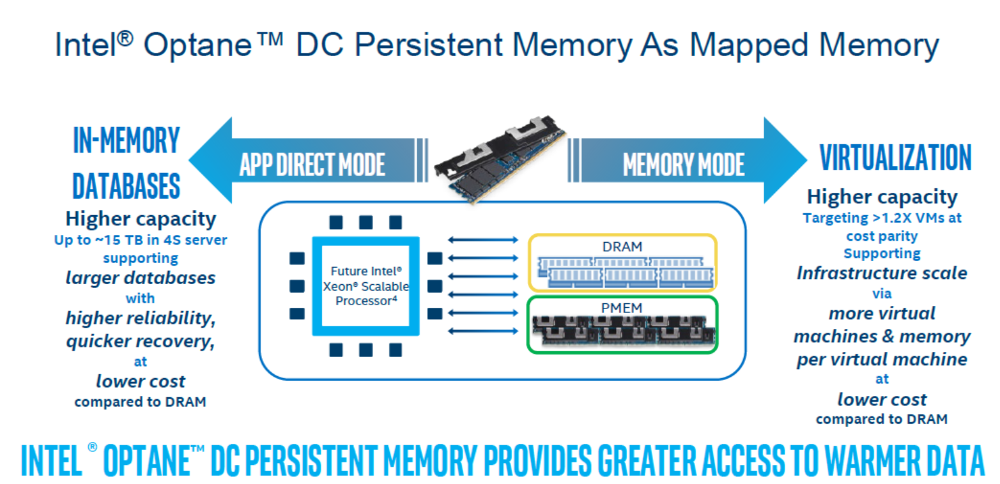 Intel® Optane™ DC Persistent Memory As Mapped Memory
IN-MEMORY
DATABASES
Higher capacity
Up to ~15 TB in 4S server
supporting
larger databases
with
higher reliability,
quicker recovery,
at
lower cost
compared to DRAM
APP DIRECT MODE
MEMORY MODE
Future Intel®
Xeon® Scalable
Processor⁴
DRAM
PMEM
VIRTUALIZATION
Higher capacity
Targeting >1.2X VMs at
cost parity
Supporting
Infrastructure scale
via
more virtual
machines & memory
per virtual machine
at
lower cost
compared to DRAM
INTEL® OPTANE™ DC PERSISTENT MEMORY PROVIDES GREATER ACCESS TO WARMER DATA